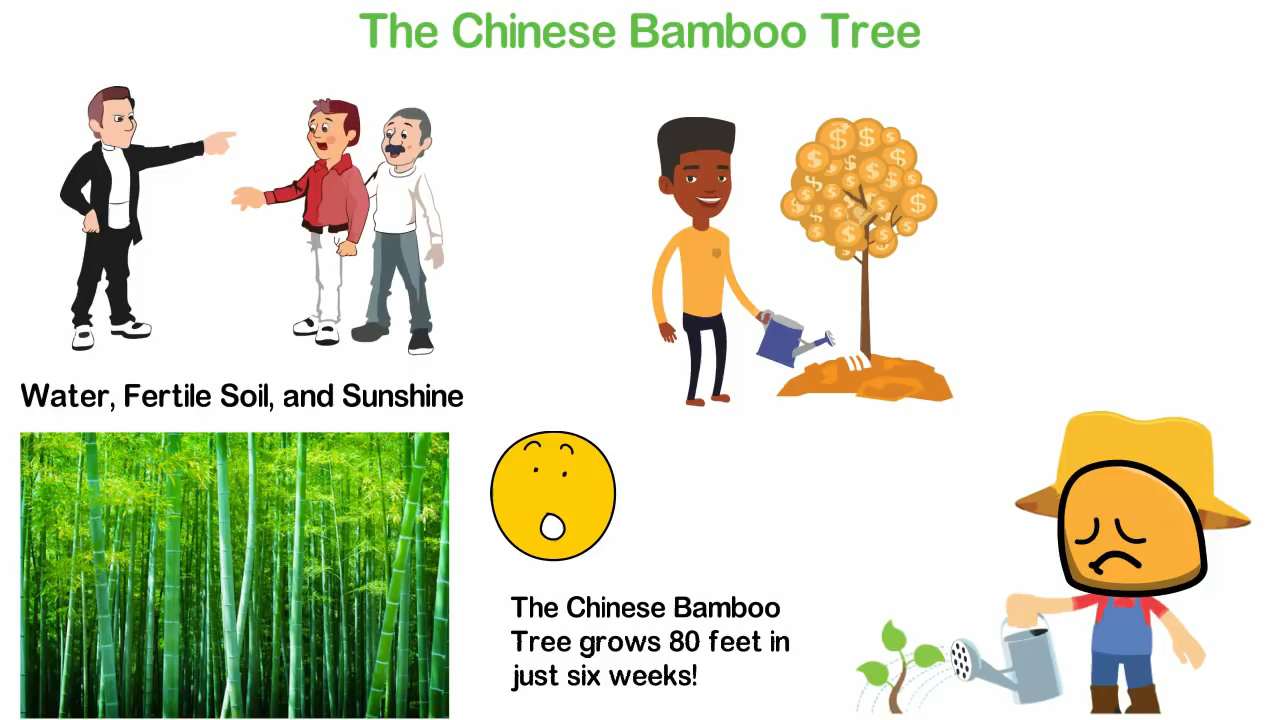 The Chinese Bamboo Tree
Water, Fertile Soil, and Sunshine
The Chinese Bamboo
Tree grows 80 feet in
just six weeks!